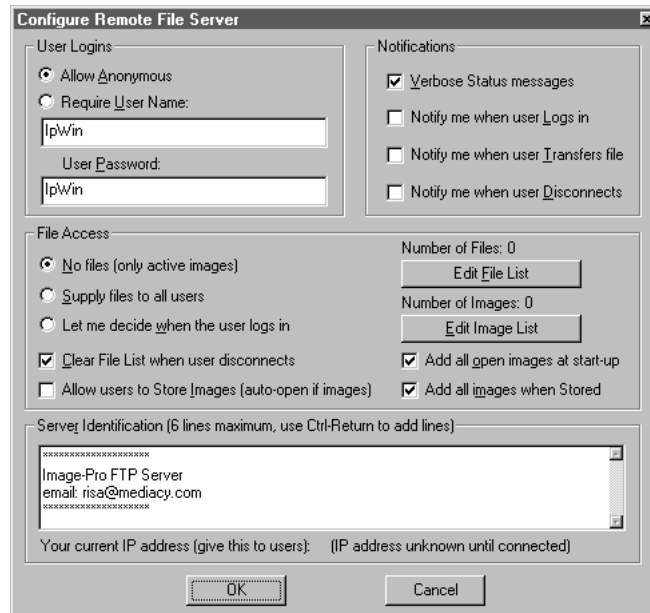 Configure Remote File Server
User Logins
Allow Anonymous
Require User Name:
IpWin
User Password:
IpWin
Notifications
Verbose Status messages
Notify me when user Logs in
Notify me when user Transfers file
Notify me when user Disconnects
File Access
No files (only active images)
Supply files to all users
Let me decide when the user logs in
Clear File List when user disconnects
Allow users to Store Images (auto-open if images)
Number of Files: 0
Edit File List
Number of Images: 0
Edit Image List
Add all open images at start-up
Add all images when Stored
Server Identification (6 lines maximum, use Ctrl-Return to add lines)
********************
Image-Pro FTP Server
email: risa@mediacy.com
********************
Your current IP address (give this to users): (IP address unknown until connected)
OK
Cancel